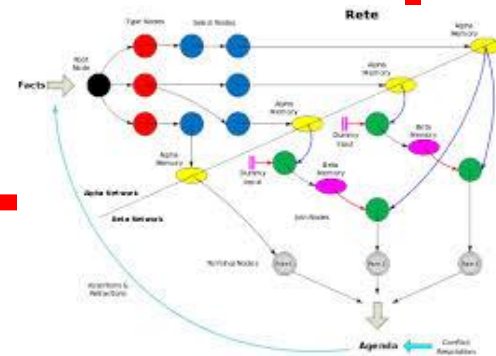 Rete
Type Nodes
Select Nodes
Alpha
Memory
Root
Node
Alpha
Memory
Facts
Alpha
Memory
Dummy
Input
Beta
Memory
Alpha
Memory
Dummy
Input
Beta
Memory
Alpha Network
Beta Network
Join Nodes
Terminal Nodes
Assertions &
Retractions
Agenda
Conflict
Resolution